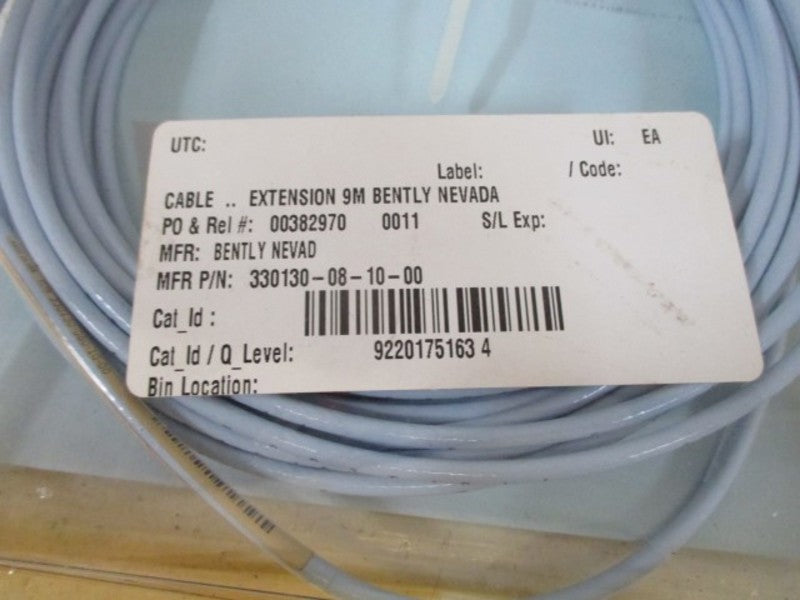 UTC: UI: EA
Label: / Code:
CABLE .. EXTENSION 9M BENTLY NEVADA
PO & Rel #: 00382970 0011 S/L Exp:
MFR: BENTLY NEVAD
MFR P/N: 330130-08-10-00
Cat_Id :
Cat_Id / Q_Level: 9220175163 4
Bin Location: